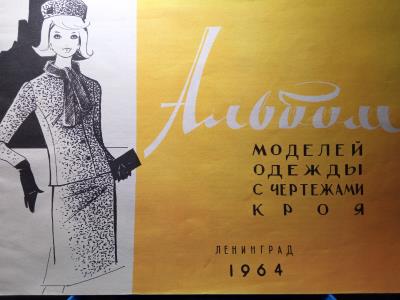 Альбом
МОДЕЛЕЙ
ОДЕЖДЫ
С ЧЕРТЕЖАМИ
КРОЯ
ЛЕНИНГРАД
1964